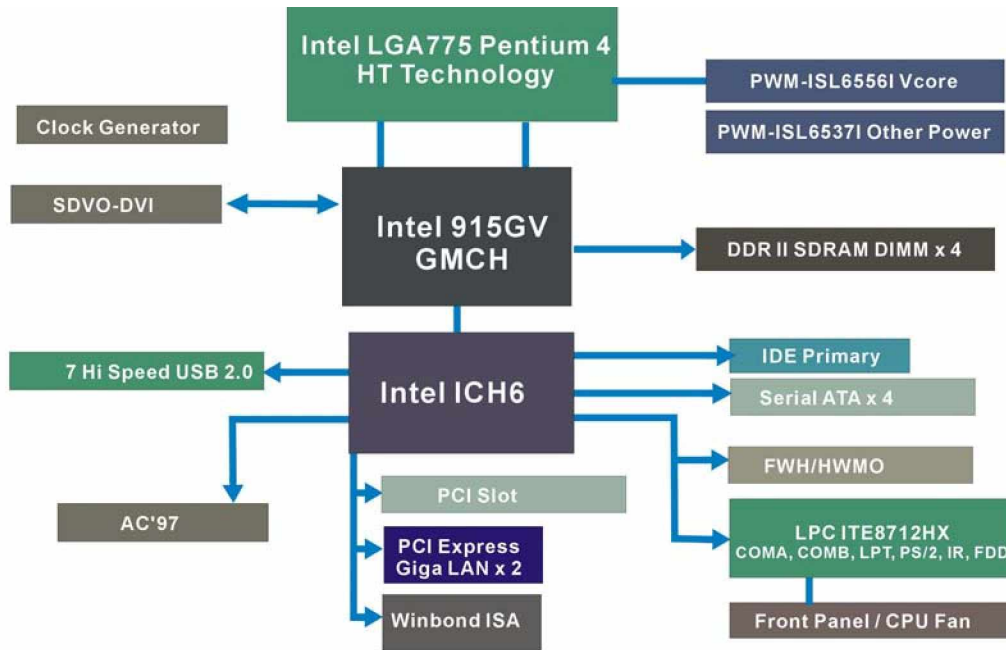 Intel LGA775 Pentium 4
HT Technology
PWM-ISL6556I Vcore
Clock Generator
PWM-ISL6537I Other Power
SDVO-DVI
Intel 915GV
GMCH
DDR II SDRAM DIMM x 4
7 Hi Speed USB 2.0
Intel ICH6
IDE Primary
Serial ATA x 4
FWH/HWMO
AC'97
PCI Slot
PCI Express
Giga LAN x 2
Winbond ISA
LPC ITE8712HX
COMA, COMB, LPT, PS/2, IR, FDD
Front Panel / CPU Fan